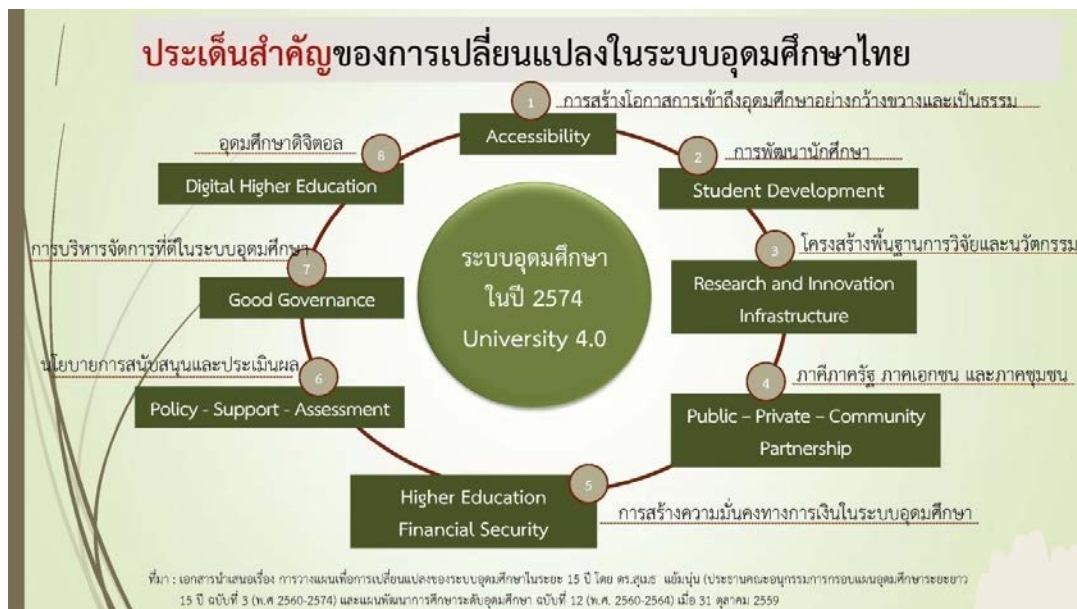 ประเด็นสำคัญของการเปลี่ยนแปลงในระบบอุดมศึกษาไทย
1
การสร้างโอกาสการเข้าถึงอุดมศึกษาอย่างกว้างขวางและเป็นธรรม
Accessibility
2
การพัฒนานักศึกษา
Student Development
3
โครงสร้างพื้นฐานการวิจัยและนวัตกรรม
Research and Innovation
Infrastructure
4
ภาคีภาครัฐ ภาคเอกชน และภาคชุมชน
Public – Private – Community
Partnership
5
Higher Education
Financial Security
การสร้างความมั่นคงทางการเงินในระบบอุดมศึกษา
นโยบายการสนับสนุนและประเมินผล
6
Policy - Support - Assessment
การบริหารจัดการที่ดีในระบบอุดมศึกษา
7
Good Governance
อุดมศึกษาดิจิตอล
8
Digital Higher Education
ระบบอุดมศึกษา
ในปี 2574
University 4.0
ที่มา : เอกสารนำเสนอเรื่อง การวางแผนเพื่อการเปลี่ยนแปลงของระบบอุดมศึกษาในระยะ 15 ปี โดย ดร.สุเมธ แย้มนุ่น (ประธานคณะอนุกรรมการกรอบแผนอุดมศึกษาระยะยาว
15 ปี ฉบับที่ 3 (พ.ศ 2560-2574) และแผนพัฒนาการศึกษาระดับอุดมศึกษา ฉบับที่ 12 (พ.ศ. 2560-2564) เมื่อ 31 ตุลาคม 2559